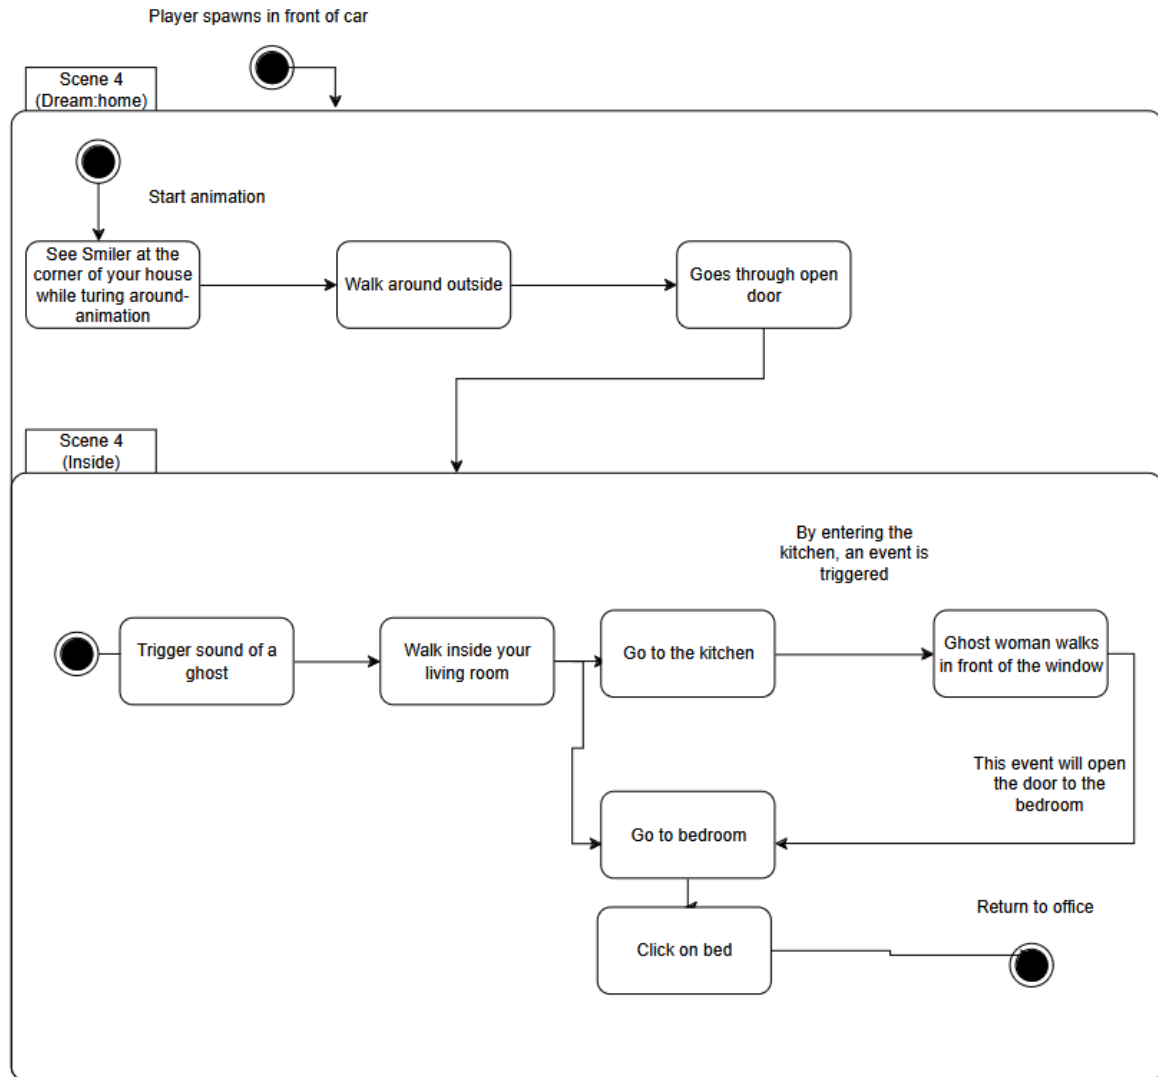 Player spawns in front of car
Scene 4
(Dream:home)
Start animation
See Smiler at the
corner of your house
while turing around-
animation
Walk around outside
Goes through open
door
Scene 4
(Inside)
By entering the
kitchen, an event is
triggered
Trigger sound of a
ghost
Walk inside your
living room
Go to the kitchen
Ghost woman walks
in front of the window
This event will open
the door to the
bedroom
Go to bedroom
Return to office
Click on bed